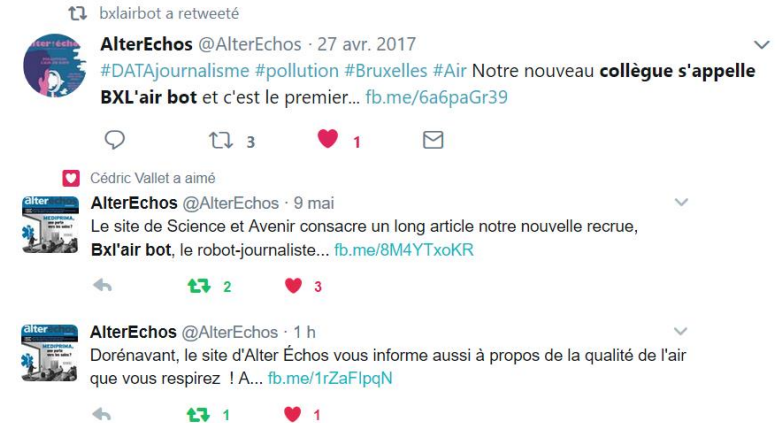 bxlairbot a retweeté
AlterEchos @AlterEchos · 27 avr. 2017
#DATAjournalisme #pollution #Bruxelles #Air Notre nouveau collègue s'appelle
BXL'air bot et c'est le premier... fb.me/6a6paGr39
3 1
Cédric Vallet a aimé
AlterEchos @AlterEchos · 9 mai
Le site de Science et Avenir consacre un long article notre nouvelle recrue,
Bxl'air bot, le robot-journaliste... fb.me/8M4YTxoKR
2 3
AlterEchos @AlterEchos · 1 h
Dorénavant, le site d'Alter Échos vous informe aussi à propos de la qualité de l'air
que vous respirez ! A... fb.me/1rZaFlpqN
1 1